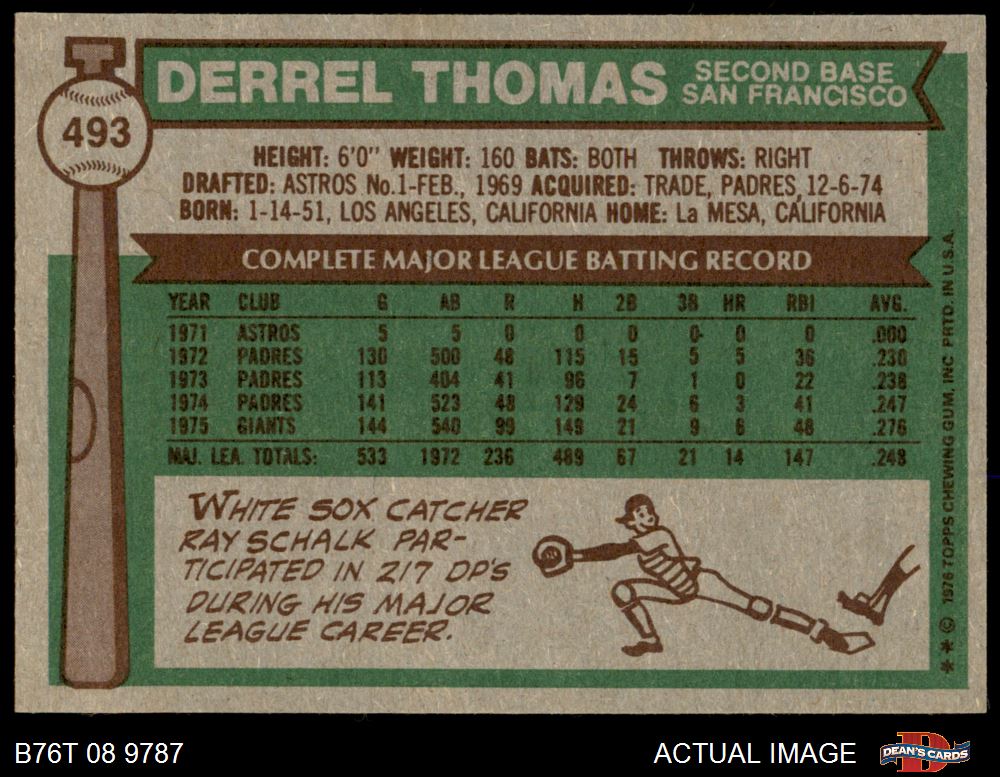 DERREL THOMAS SECOND BASE
SAN FRANCISCO
493
HEIGHT: 6'0" WEIGHT: 160 BATS: BOTH THROWS: RIGHT
DRAFTED: ASTROS No.1-FEB., 1969 ACQUIRED: TRADE, PADRES, 12-6-74
BORN: 1-14-51, LOS ANGELES, CALIFORNIA HOME: La MESA, CALIFORNIA
COMPLETE MAJOR LEAGUE BATTING RECORD
YEAR CLUB G AB R H 2B 3B HR RBI AVG.
1971 ASTROS 5 5 0 0 0 0 0 0 .000
1972 PADRES 130 500 48 115 15 5 5 36 .230
1973 PADRES 113 404 41 96 7 1 0 22 .238
1974 PADRES 141 523 48 129 24 6 3 41 .247
1975 GIANTS 144 540 99 149 21 9 6 48 .276
MAJ. LEA. TOTALS: 533 1972 236 489 67 21 14 147 .248
WHITE SOX CATCHER
RAY SCHALK PAR-
TICIPATED IN 217 DP'S
DURING HIS MAJOR
LEAGUE CAREER.
** © 1976 TOPPS CHEWING GUM, INC PRTD. IN U.S.A.
B76T 08 9787
ACTUAL IMAGE
DEAN'S CARDS